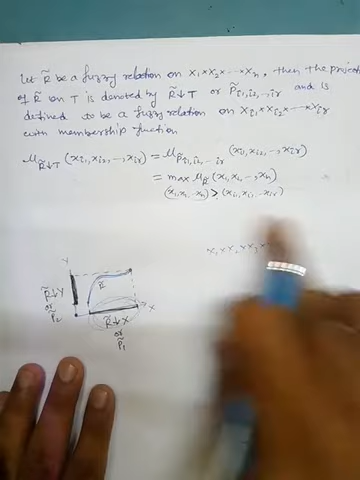 Let R̃ be a fuzzy relation on X₁×X₂×---×Xₙ, then the projec
of R̃ on T is denoted by R̃↓T or P̃i₁,i₂,--,iᵣ and is
defined to be a fuzzy relation on Xi₁×Xi₂×---×Xiᵣ
with membership function
μR̃↓T (xi₁,xi₂,--,xiᵣ) = μP̃i₁,i₂,--,iᵣ (xi₁,xi₂,--,xiᵣ)
= max μR̃ (x₁,x₂,--,xₙ)
(x₁,x₂,--xₙ) > (xi₁,xi₂,--xiᵣ)
X₁×X₂×X₃×
Y
R̃
R̃↓Y
or
P̃₂
X
R̃↓X
or
P̃₁